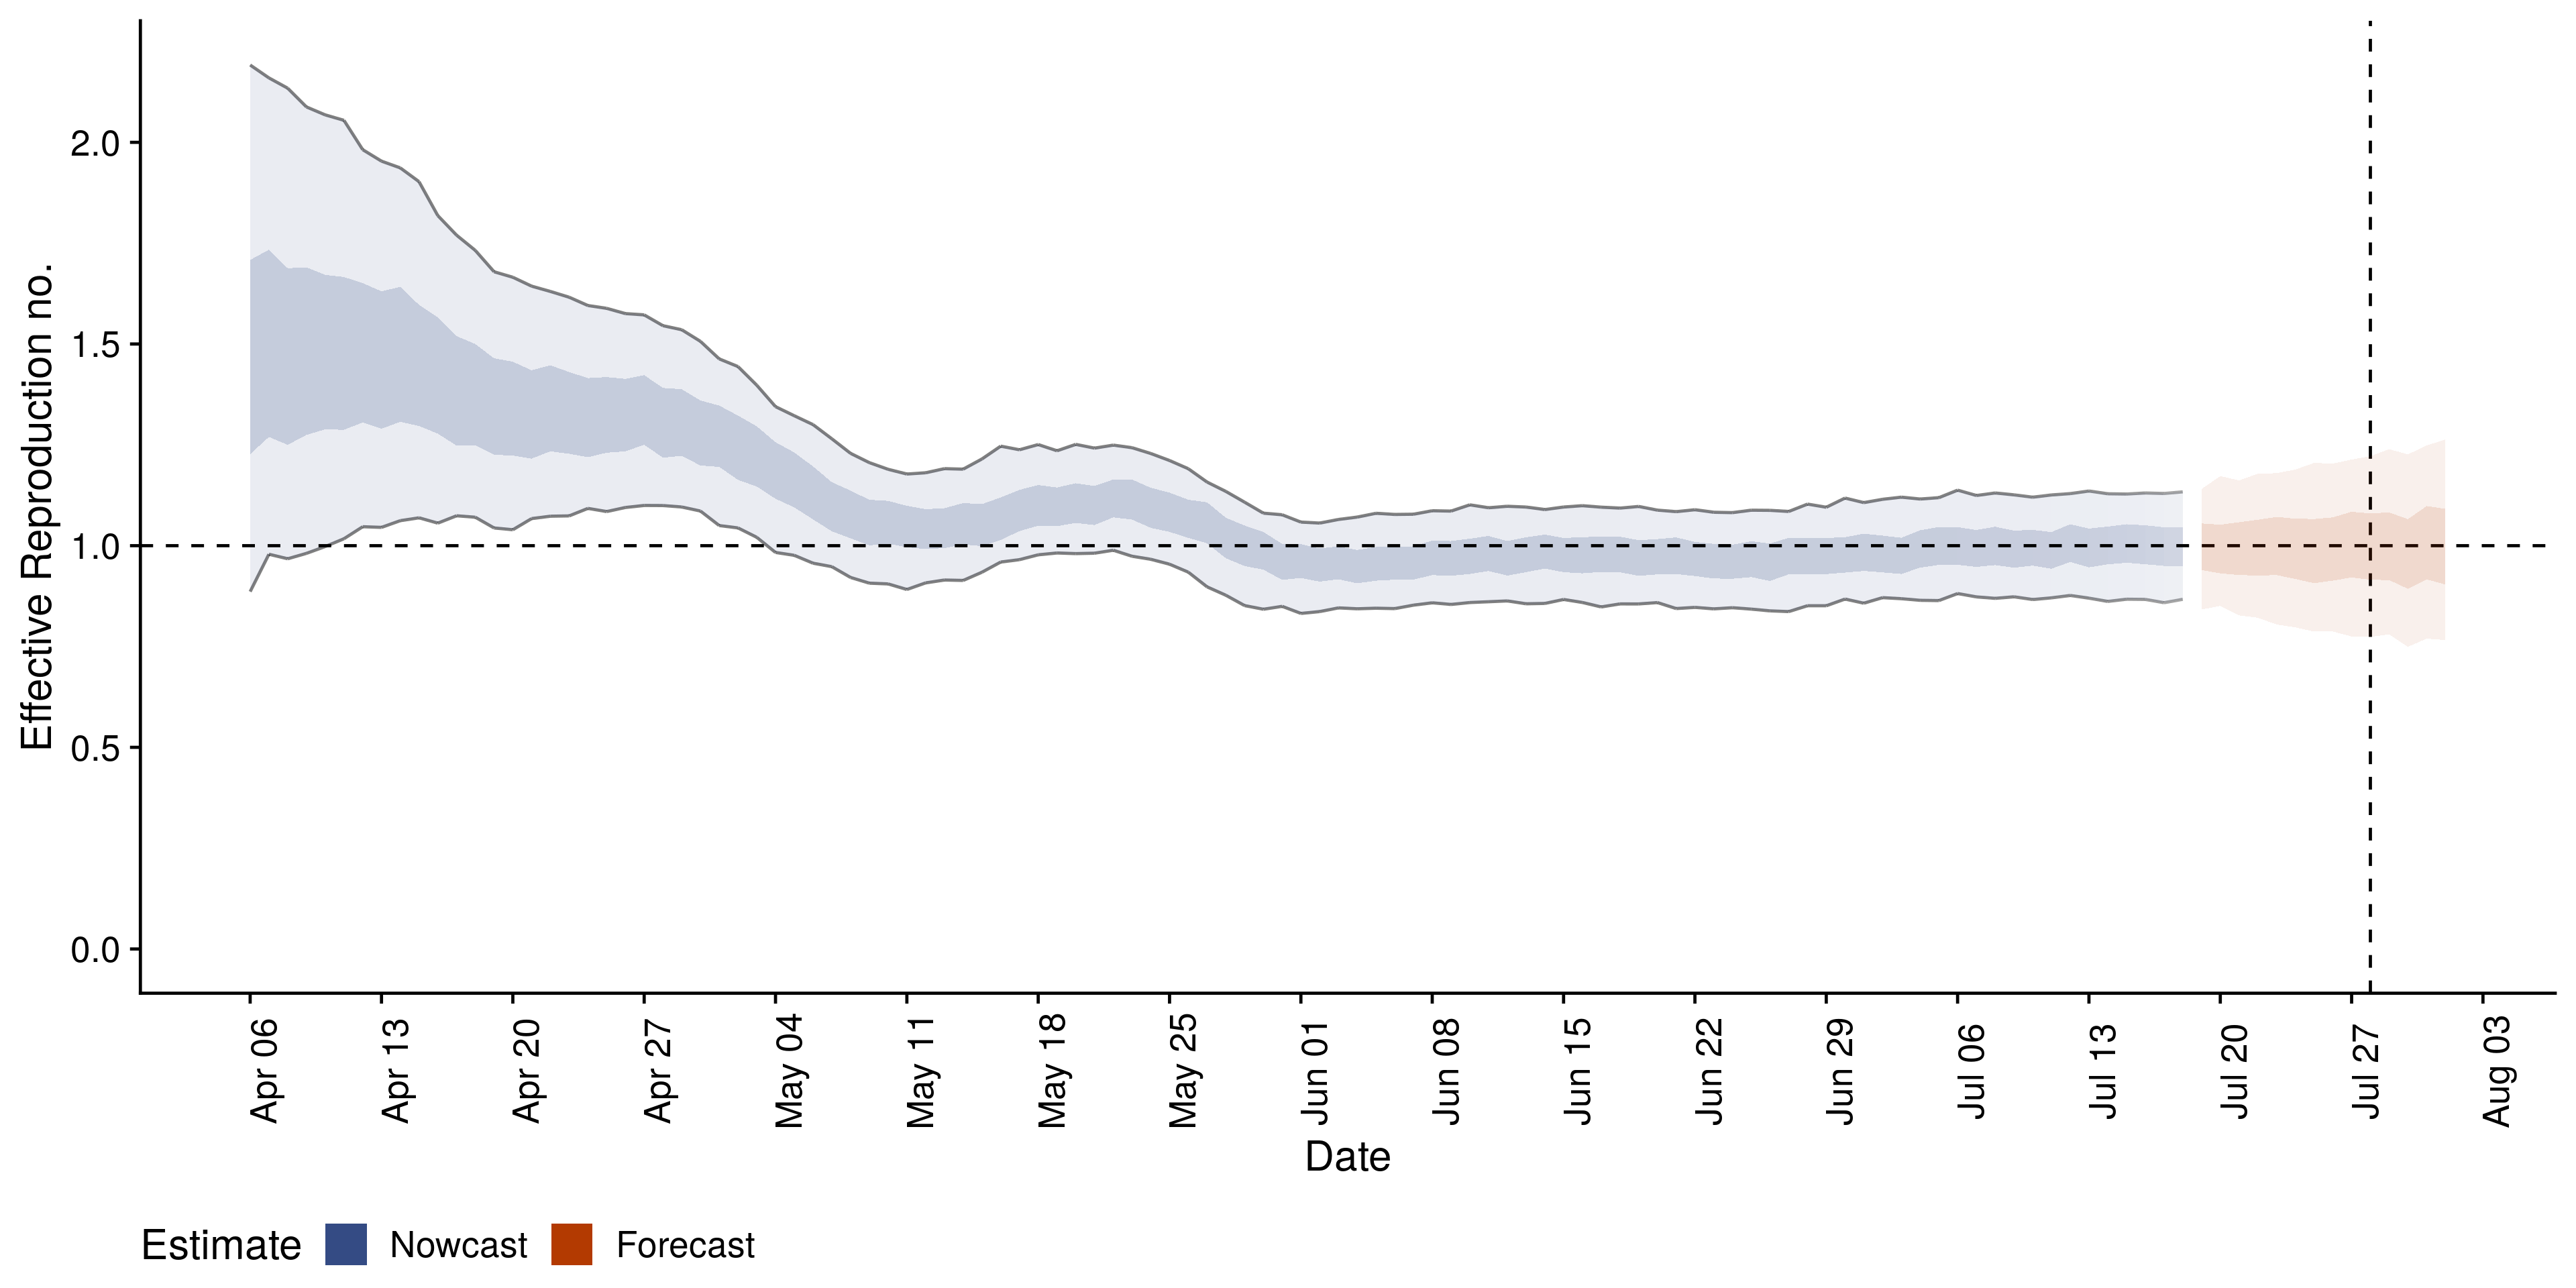 Effective Reproduction no.
2.0
1.5
1.0
0.5
0.0
Apr 06
Apr 13
Apr 20
Apr 27
May 04
May 11
May 18
May 25
Jun 01
Jun 08
Jun 15
Jun 22
Jun 29
Jul 06
Jul 13
Jul 20
Jul 27
Aug 03
Date
Estimate Nowcast Forecast